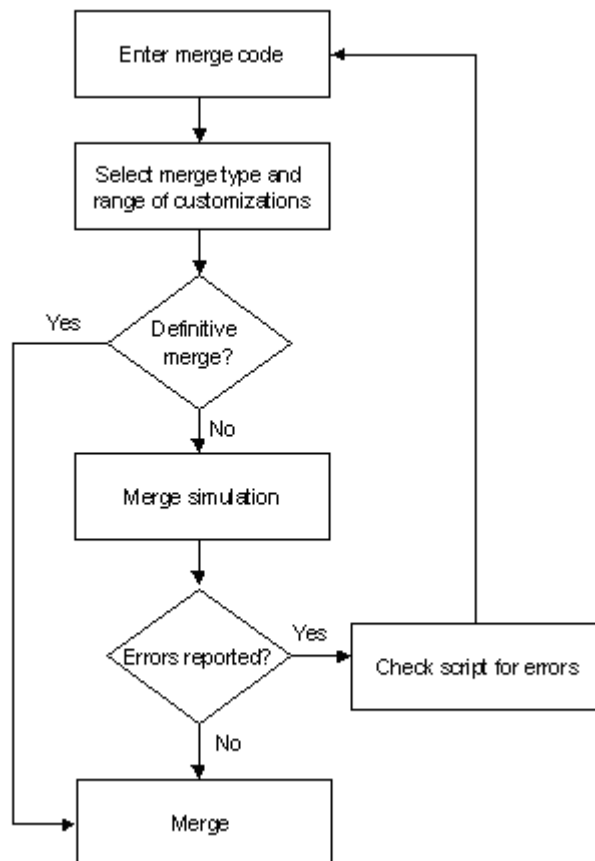 Enter merge code
Select merge type and
range of customizations
Yes
Definitive
merge?
No
Merge simulation
Errors reported?
Yes
Check script for errors
No
Merge